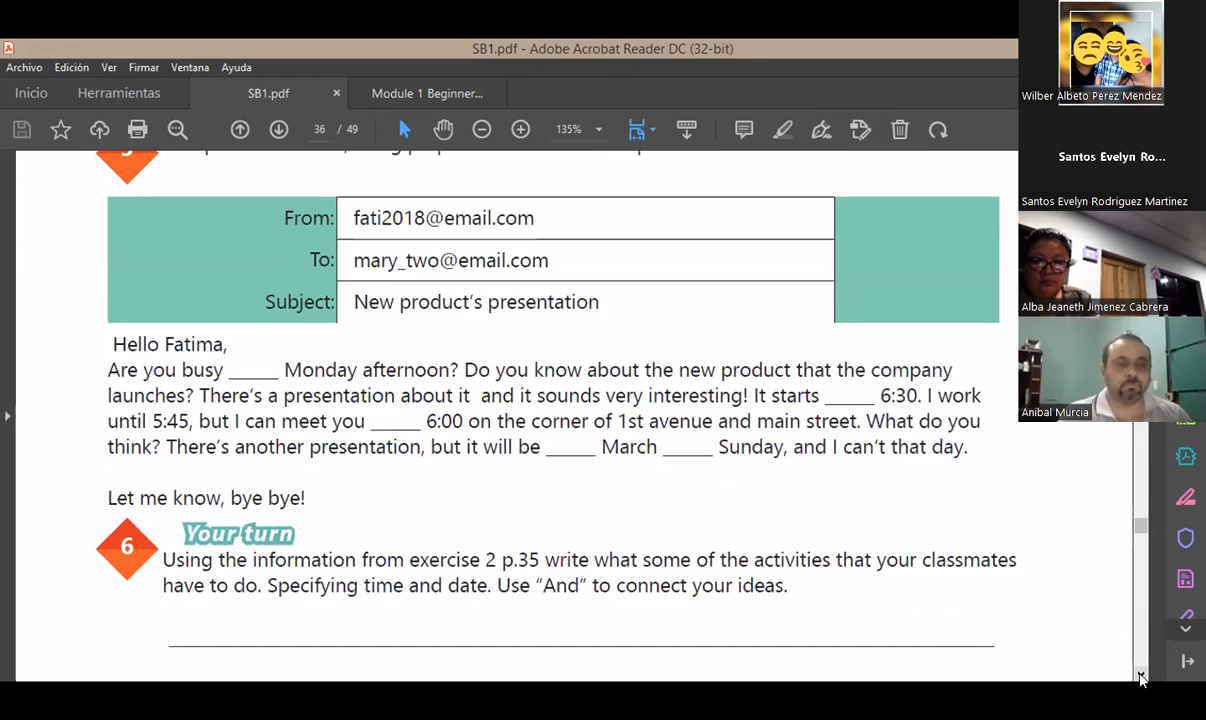 SB1.pdf - Adobe Acrobat Reader DC (32-bit)
Archivo Edición Ver Firmar Ventana Ayuda
Inicio Herramientas SB1.pdf × Module 1 Beginner...
36 / 49 135%
From: fati2018@email.com
To: mary_two@email.com
Subject: New product's presentation
Hello Fatima,
Are you busy _____ Monday afternoon? Do you know about the new product that the company
launches? There's a presentation about it and it sounds very interesting! It starts _____ 6:30. I work
until 5:45, but I can meet you _____ 6:00 on the corner of 1st avenue and main street. What do you
think? There's another presentation, but it will be _____ March _____ Sunday, and I can't that day.
Let me know, bye bye!
6 Your turn
Using the information from exercise 2 p.35 write what some of the activities that your classmates
have to do. Specifying time and date. Use “And” to connect your ideas.
Wilber Albeto Perez Mendez
Santos Evelyn Ro...
Santos Evelyn Rodriguez Martinez
Alba Jeaneth Jimenez Cabrera
Anibal Murcia